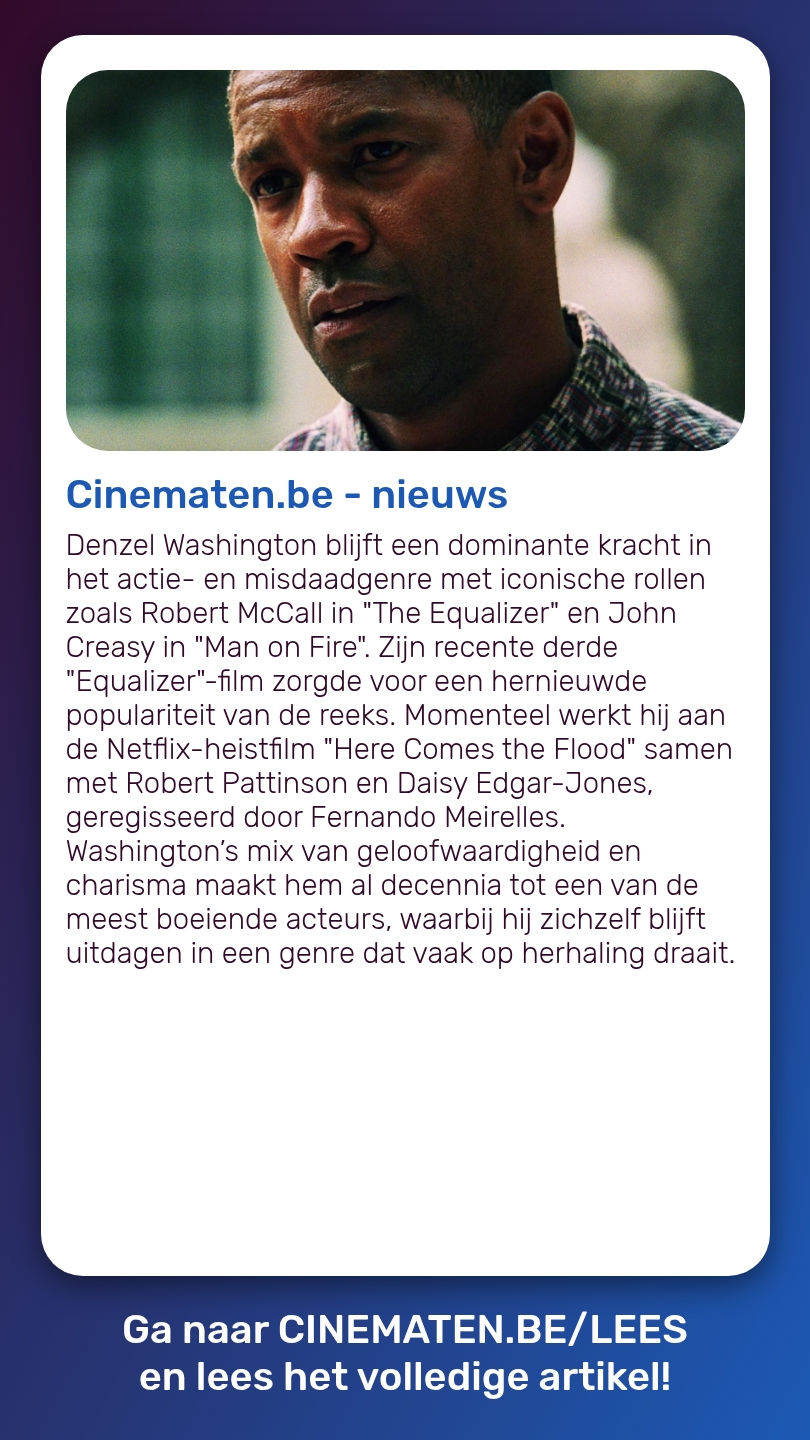 Cinematen.be - nieuws
Denzel Washington blijft een dominante kracht in
het actie- en misdaadgenre met iconische rollen
zoals Robert McCall in "The Equalizer" en John
Creasy in "Man on Fire". Zijn recente derde
"Equalizer"-film zorgde voor een hernieuwde
populariteit van de reeks. Momenteel werkt hij aan
de Netflix-heistfilm "Here Comes the Flood" samen
met Robert Pattinson en Daisy Edgar-Jones,
geregisseerd door Fernando Meirelles.
Washington’s mix van geloofwaardigheid en
charisma maakt hem al decennia tot een van de
meest boeiende acteurs, waarbij hij zichzelf blijft
uitdagen in een genre dat vaak op herhaling draait.
Ga naar CINEMATEN.BE/LEES
en lees het volledige artikel!